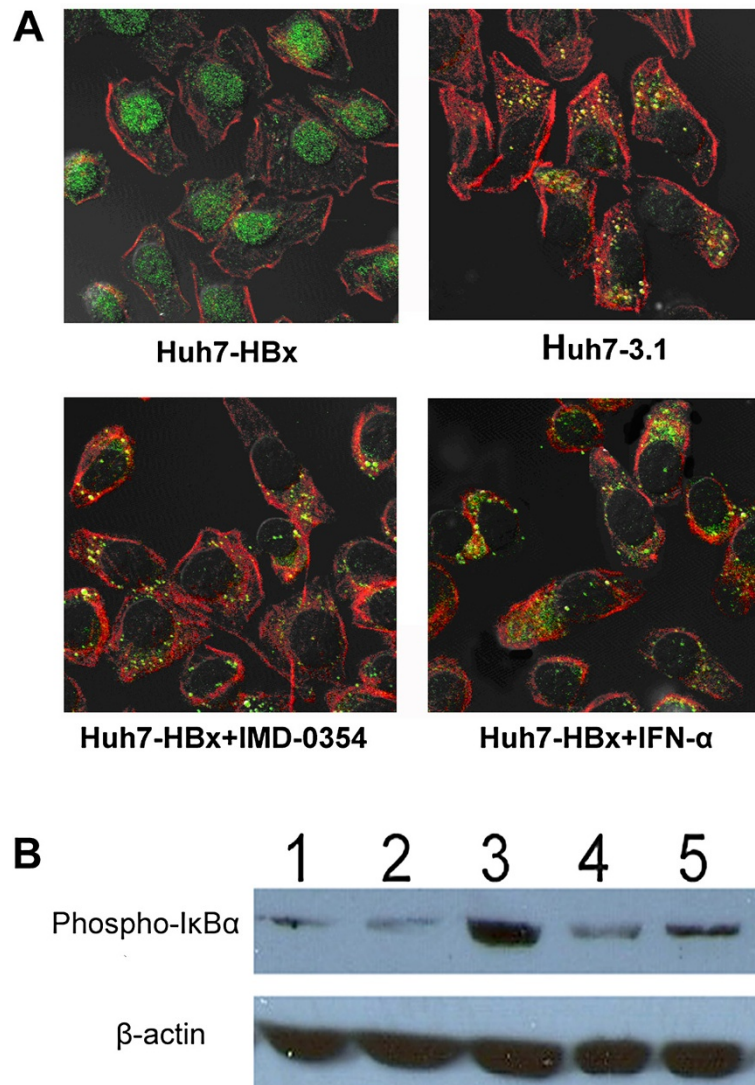 A
Huh7-HBx
Huh7-3.1
Huh7-HBx+IMD-0354
Huh7-HBx+IFN-α
B
1 2 3 4 5
Phospho-IκBα
β-actin